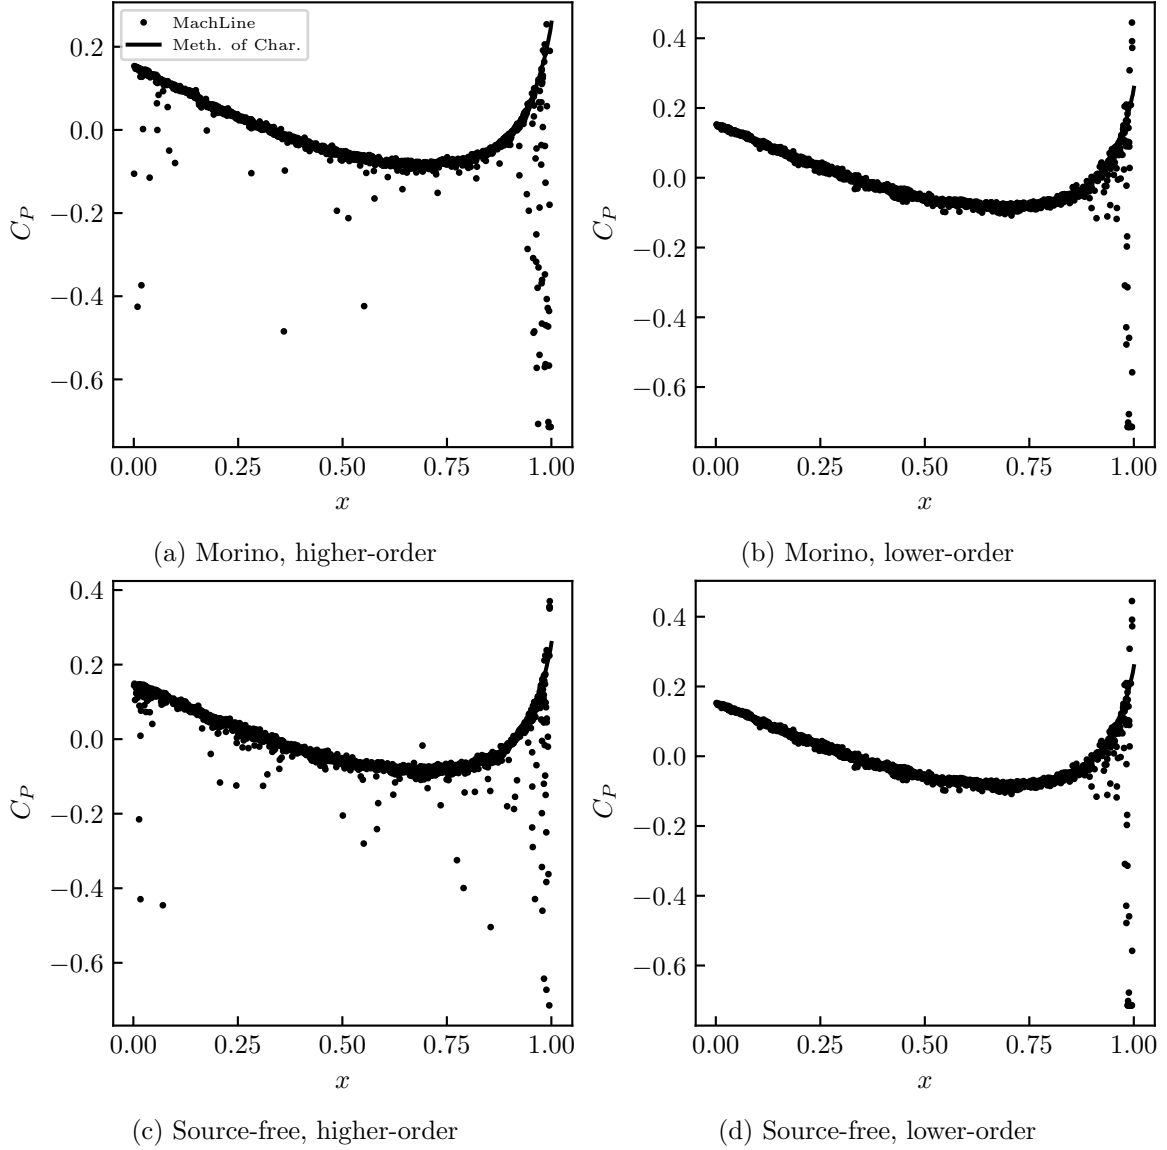 MachLine
Meth. of Char.
0.2
0.0
−0.2
−0.4
−0.6
C_P
0.00 0.25 0.50 0.75 1.00
x
(a) Morino, higher-order
0.4
0.2
0.0
−0.2
−0.4
−0.6
C_P
0.00 0.25 0.50 0.75 1.00
x
(b) Morino, lower-order
0.4
0.2
0.0
−0.2
−0.4
−0.6
C_P
0.00 0.25 0.50 0.75 1.00
x
(c) Source-free, higher-order
0.4
0.2
0.0
−0.2
−0.4
−0.6
C_P
0.00 0.25 0.50 0.75 1.00
x
(d) Source-free, lower-order